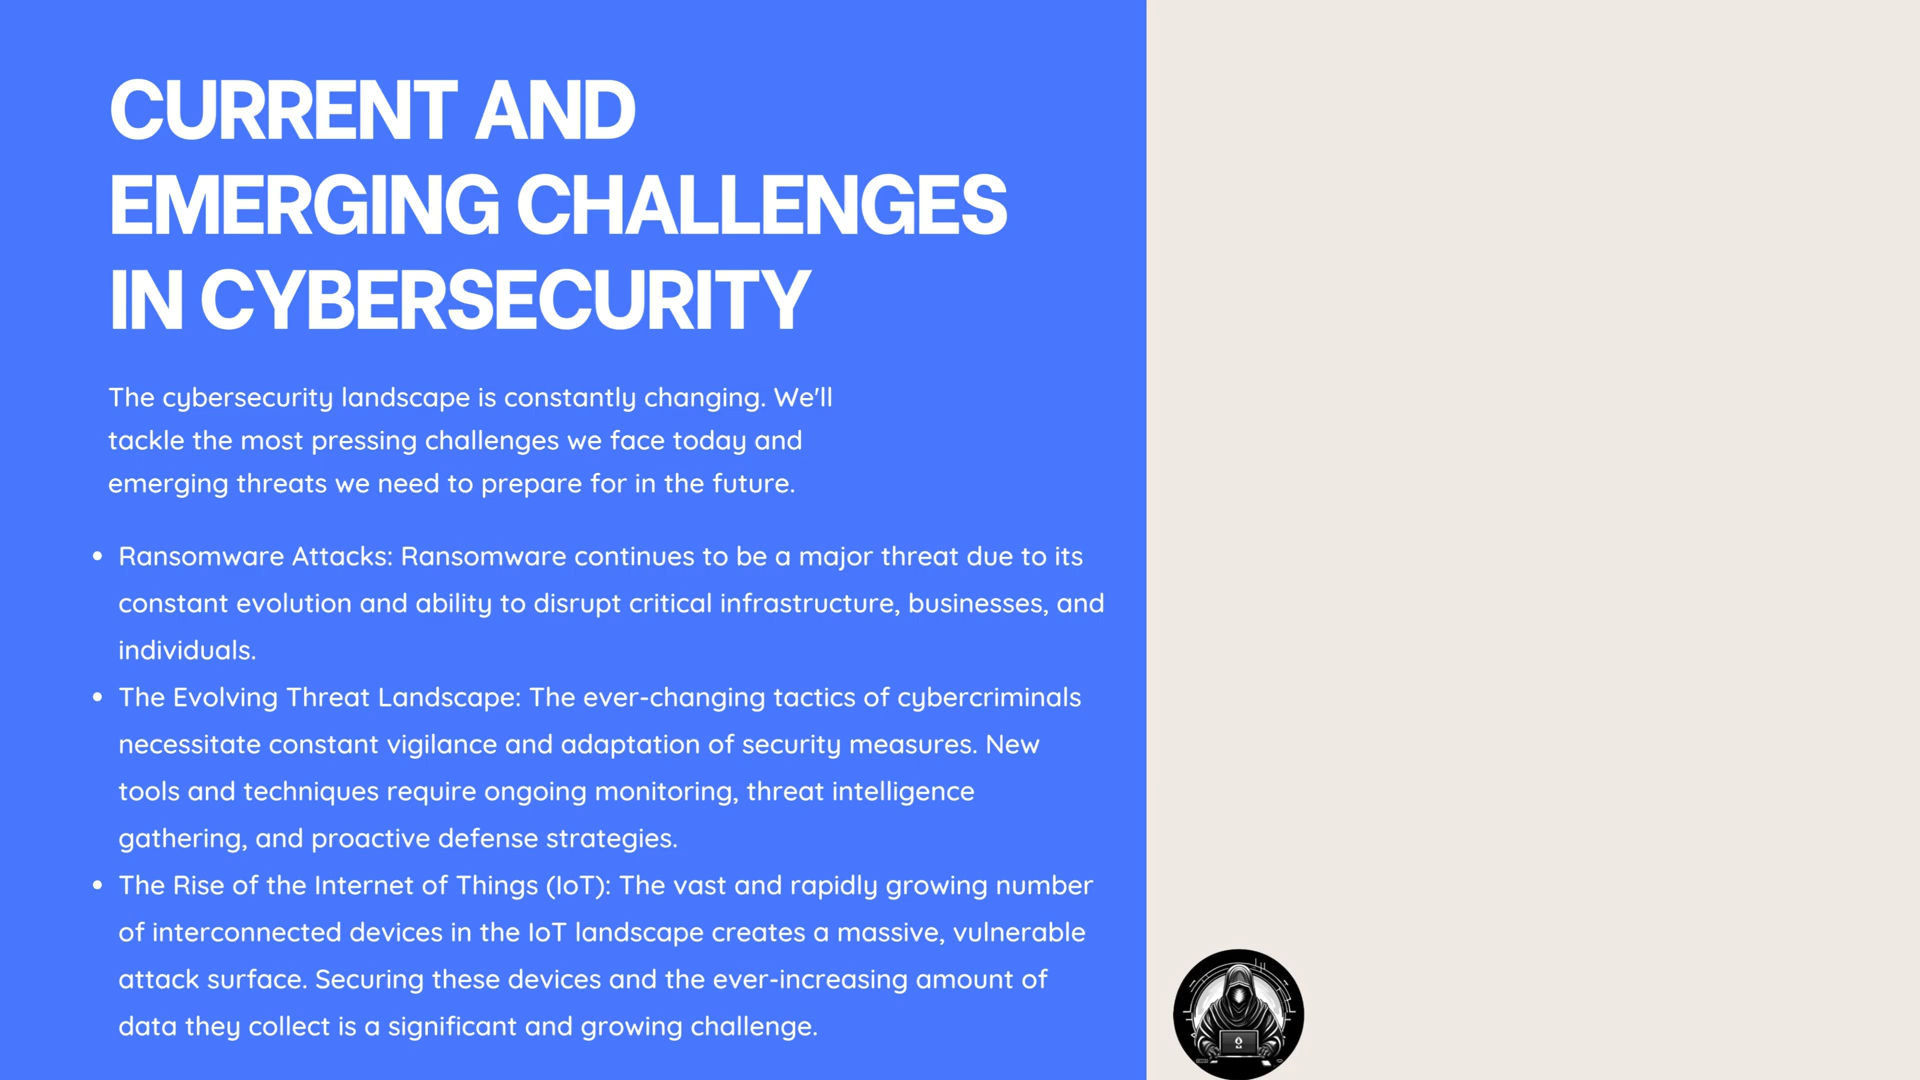 CURRENT AND
EMERGING CHALLENGES
IN CYBERSECURITY
The cybersecurity landscape is constantly changing. We'll
tackle the most pressing challenges we face today and
emerging threats we need to prepare for in the future.
• Ransomware Attacks: Ransomware continues to be a major threat due to its
constant evolution and ability to disrupt critical infrastructure, businesses, and
individuals.
• The Evolving Threat Landscape: The ever-changing tactics of cybercriminals
necessitate constant vigilance and adaptation of security measures. New
tools and techniques require ongoing monitoring, threat intelligence
gathering, and proactive defense strategies.
• The Rise of the Internet of Things (IoT): The vast and rapidly growing number
of interconnected devices in the IoT landscape creates a massive, vulnerable
attack surface. Securing these devices and the ever-increasing amount of
data they collect is a significant and growing challenge.